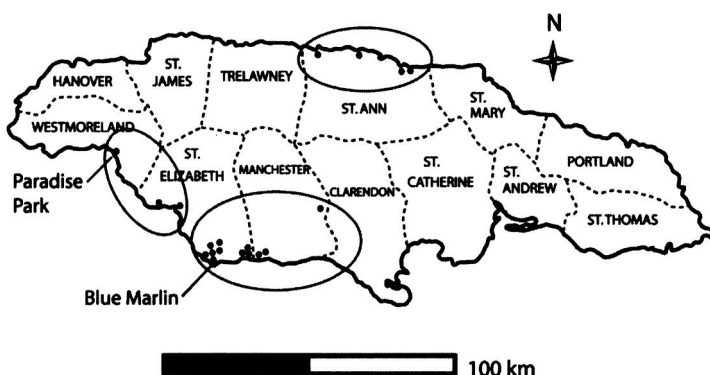 N
HANOVER
ST.
JAMES
TRELAWNEY
ST. ANN
ST.
MARY
WESTMORELAND
ST.
ELIZABETH
MANCHESTER
CLARENDON
ST.
CATHERINE
ST.
ANDREW
PORTLAND
ST. THOMAS
Paradise
Park
Blue Marlin
100 km